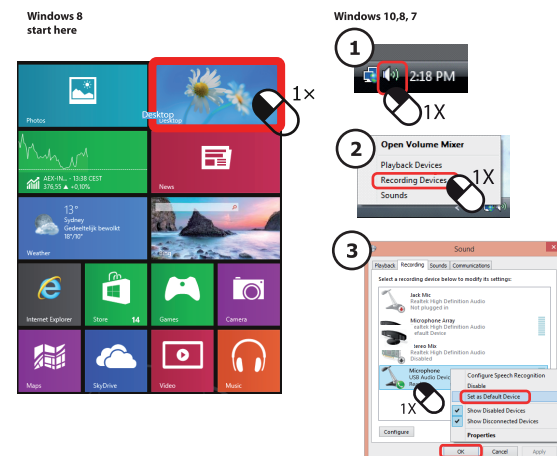 Windows 8
start here
Windows 10,8, 7
Photos
Desktop
Desktop
1×
AEX-IN... - 13:38 CEST
376,55 ▲ +0,10%
News
13°
Sydney
Gedeeltelijk bewolkt
18°/10°
Weather
Internet Explorer
Store 14
Games
Camera
Maps
SkyDrive
Video
Music
1
2:18 PM
1X
2
Open Volume Mixer
Playback Devices
Recording Devices
Sounds
1X
3
Sound
Playback Recording Sounds Communications
Select a recording device below to modify its settings:
Jack Mic
Realtek High Definition Audio
Not plugged in
Microphone Array
ealtek High Definition Audio
efault Device
tereo Mix
Realtek High Definition Audio
Disabled
Microphone
USB Audio Devic
Configure Speech Recognition
Disable
Set as Default Device
Show Disabled Devices
Show Disconnected Devices
Properties
1X
Configure
OK Cancel Apply